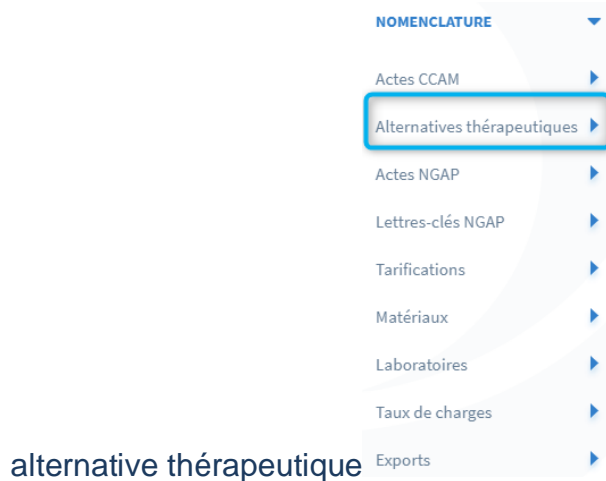 NOMENCLATURE
Actes CCAM
Alternatives thérapeutiques
Actes NGAP
Lettres-clés NGAP
Tarifications
Matériaux
Laboratoires
Taux de charges
alternative thérapeutique Exports